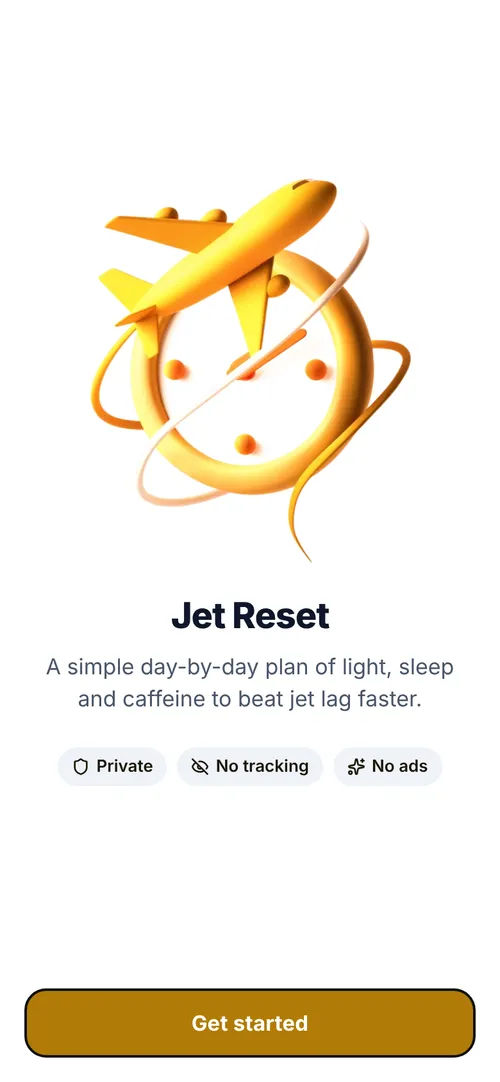 Jet Reset
A simple day-by-day plan of light, sleep
and caffeine to beat jet lag faster.
Private
No tracking
No ads
Get started